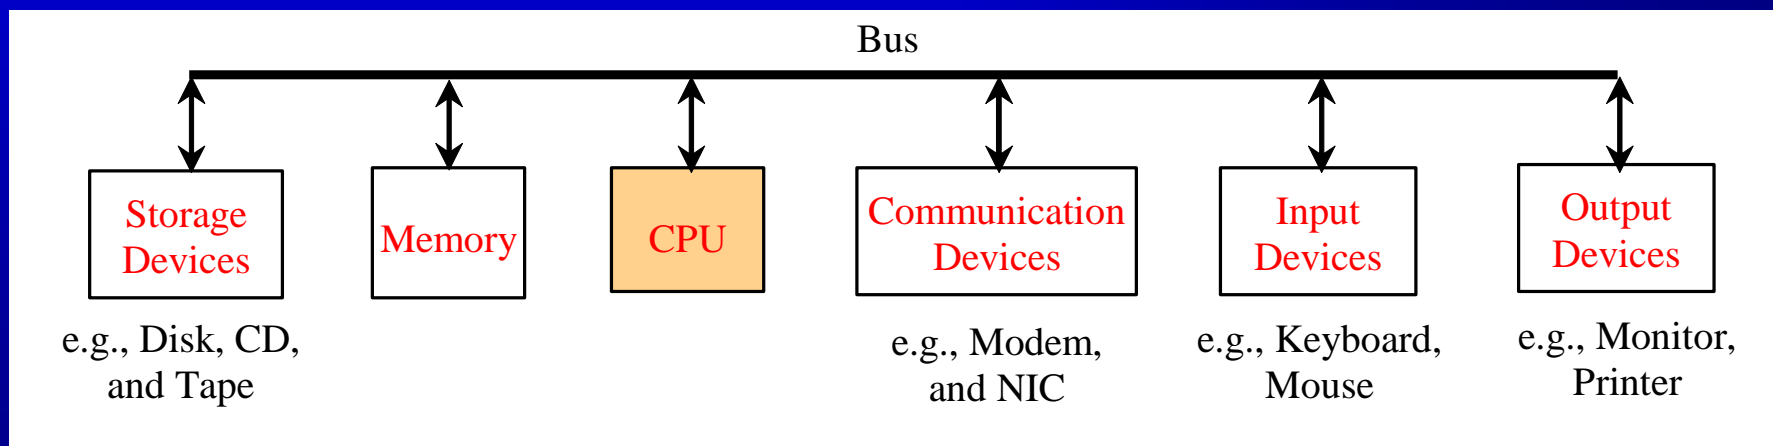 Bus
Storage
Devices
Memory
CPU
Communication
Devices
Input
Devices
Output
Devices
e.g., Disk, CD,
and Tape
e.g., Modem,
and NIC
e.g., Keyboard,
Mouse
e.g., Monitor,
Printer